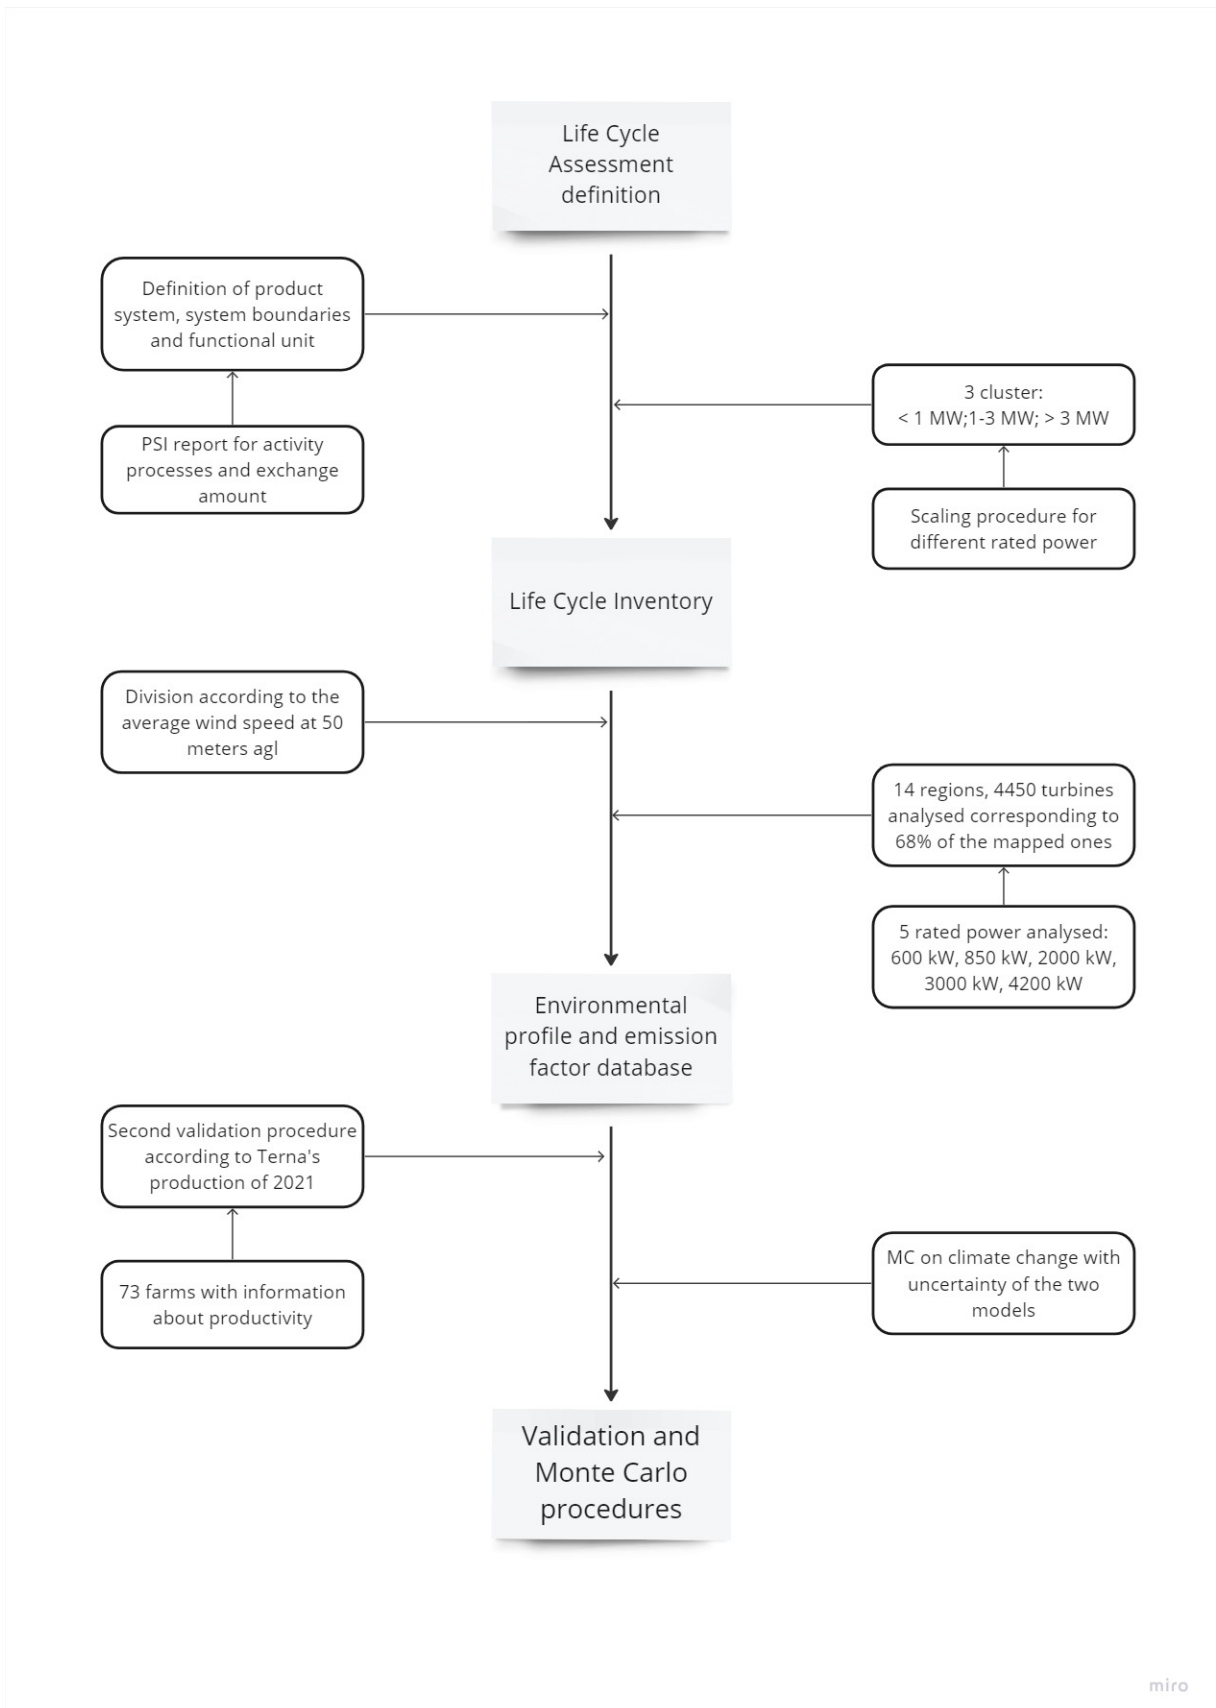 Life Cycle
Assessment
definition
Definition of product
system, system boundaries
and functional unit
3 cluster:
< 1 MW;1-3 MW; > 3 MW
PSI report for activity
processes and exchange
amount
Scaling procedure for
different rated power
Life Cycle Inventory
Division according to the
average wind speed at 50
meters agl
14 regions, 4450 turbines
analysed corresponding to
68% of the mapped ones
5 rated power analysed:
600 kW, 850 kW, 2000 kW,
3000 kW, 4200 kW
Environmental
profile and emission
factor database
Second validation procedure
according to Terna's
production of 2021
MC on climate change with
uncertainty of the two
models
73 farms with information
about productivity
Validation and
Monte Carlo
procedures
miro